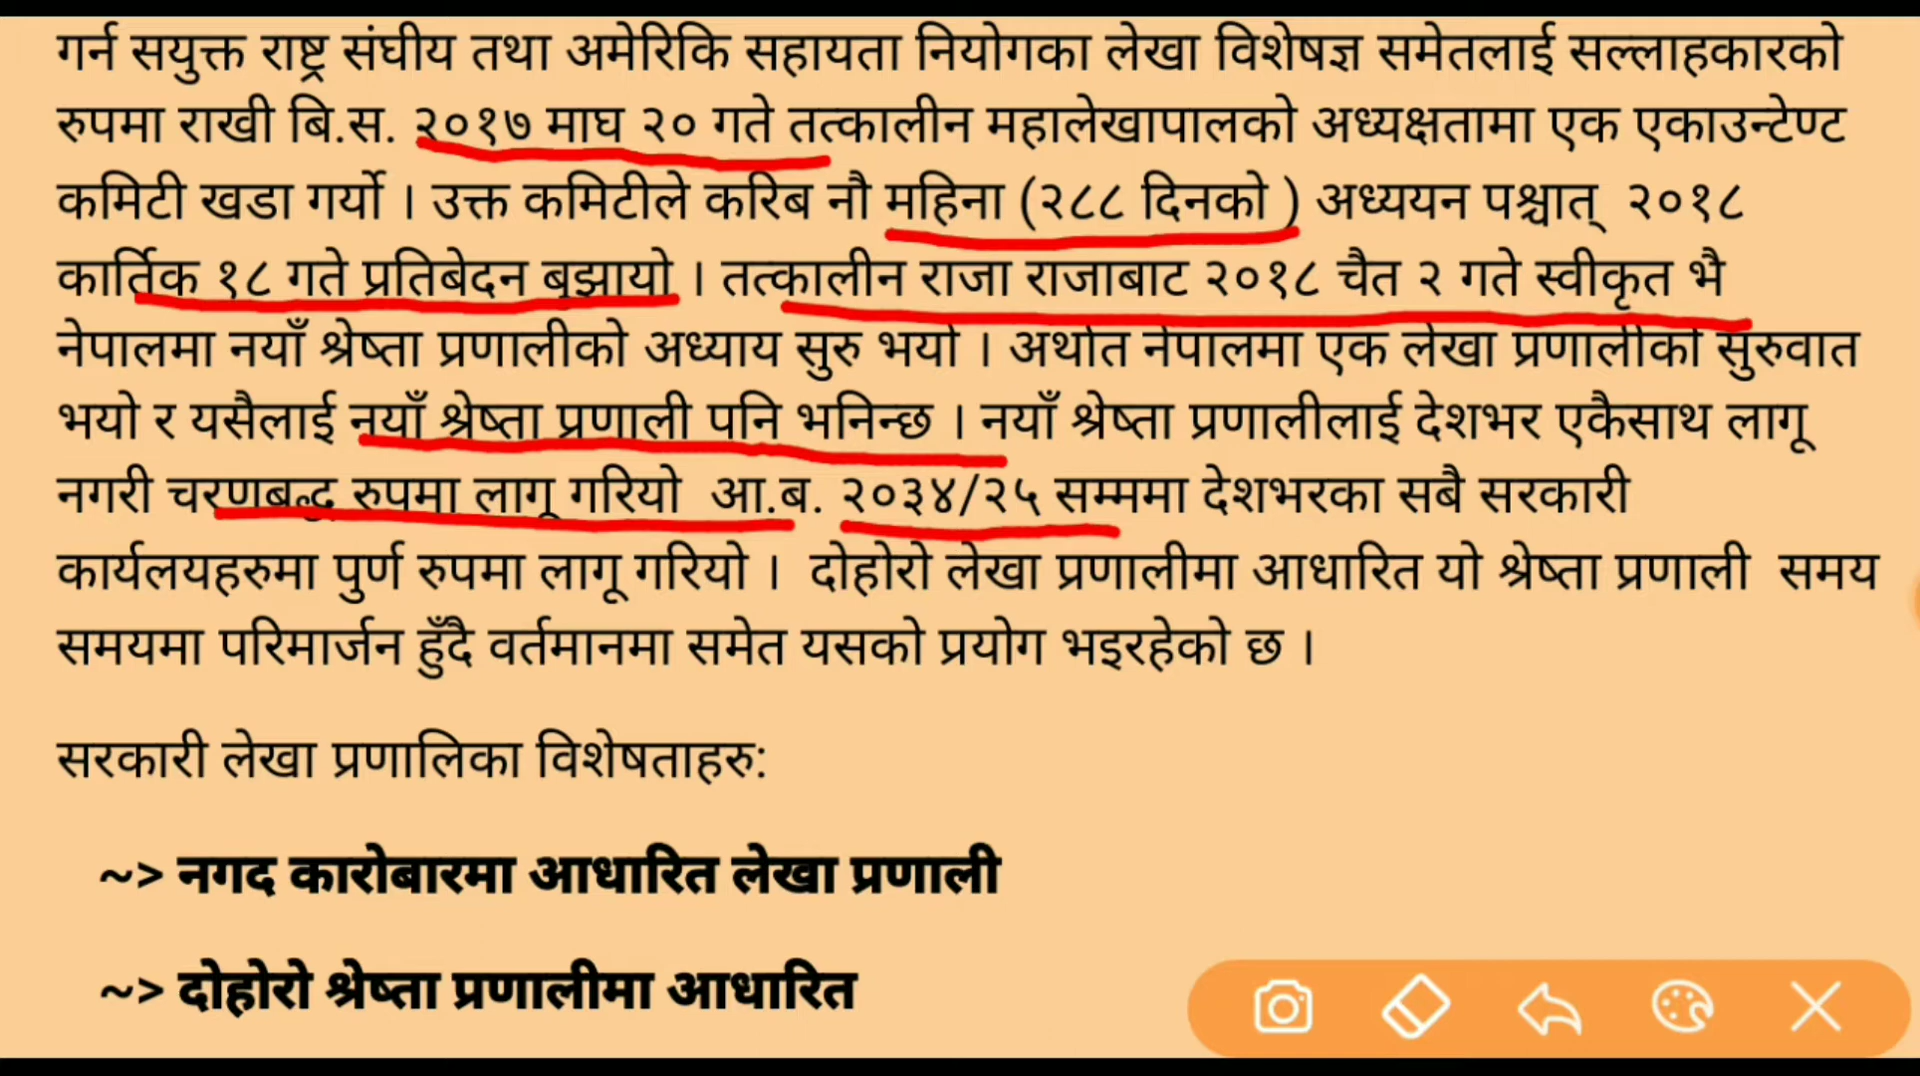 गर्न सयुक्त राष्ट्र संघीय तथा अमेरिकि सहायता नियोगका लेखा विशेषज्ञ समेतलाई सल्लाहकारको
रुपमा राखी बि.स. २०१७ माघ २० गते तत्कालीन महालेखापालको अध्यक्षतामा एक एकाउन्टेण्ट
कमिटी खडा गर्यो । उक्त कमिटीले करिब नौ महिना (२८८ दिनको ) अध्ययन पश्चात् २०१८
कार्तिक १८ गते प्रतिबेदन बुझायो । तत्कालीन राजा राजाबाट २०१८ चैत २ गते स्वीकृत भै
नेपालमा नयाँ श्रेष्ता प्रणालीको अध्याय सुरु भयो । अर्थात नेपालमा एक लेखा प्रणालीको सुरुवात
भयो र यसैलाई नयाँ श्रेष्ता प्रणाली पनि भनिन्छ । नयाँ श्रेष्ता प्रणालीलाई देशभर एकैसाथ लागू
नगरी चरणबद्ध रुपमा लागू गरियो आ.ब. २०३४/२५ सम्ममा देशभरका सबै सरकारी
कार्यलयहरुमा पुर्ण रुपमा लागू गरियो । दोहोरो लेखा प्रणालीमा आधारित यो श्रेष्ता प्रणाली समय
समयमा परिमार्जन हुँदै वर्तमानमा समेत यसको प्रयोग भइरहेको छ ।
सरकारी लेखा प्रणालिका विशेषताहरु:
~> नगद कारोबारमा आधारित लेखा प्रणाली
~> दोहोरो श्रेष्ता प्रणालीमा आधारित